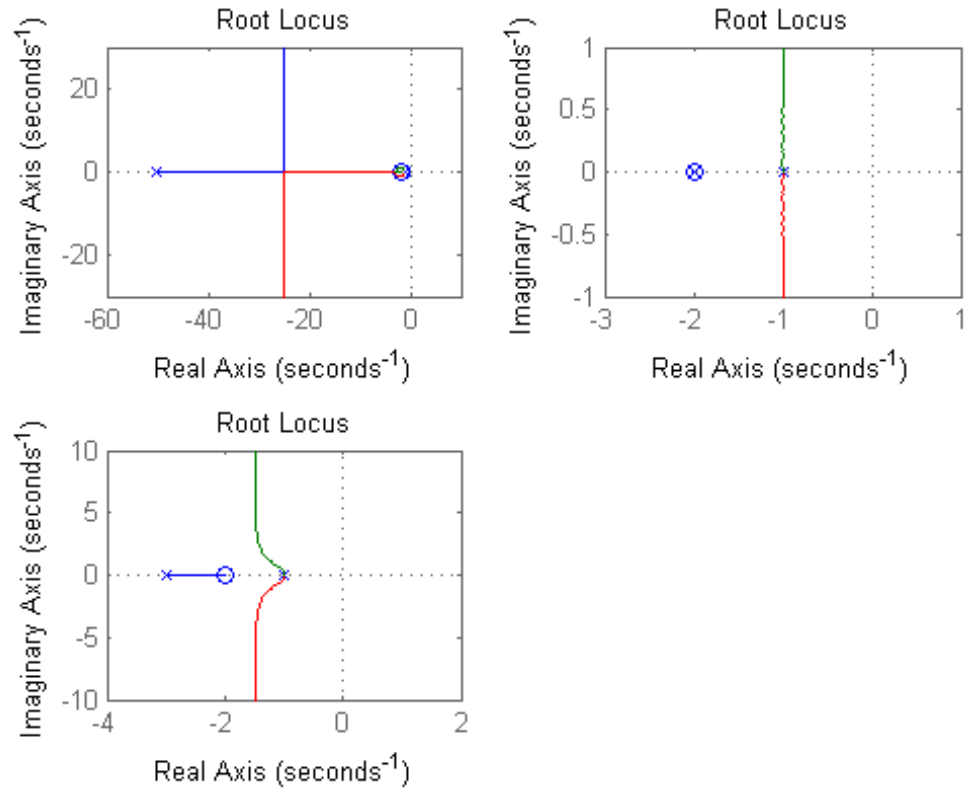 Root Locus
Imaginary Axis (seconds⁻¹)
20
0
-20
-60
-40
-20
0
Real Axis (seconds⁻¹)
Root Locus
Imaginary Axis (seconds⁻¹)
1
0.5
0
-0.5
-1
-3
-2
-1
0
1
Real Axis (seconds⁻¹)
Root Locus
Imaginary Axis (seconds⁻¹)
10
5
0
-5
-10
-4
-2
0
2
Real Axis (seconds⁻¹)